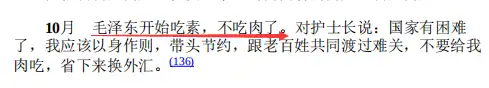 10月 毛泽东开始吃素，不吃肉了。对护士长说：国家有困难
了，我应该以身作则，带头节约，跟老百姓共同渡过难关，不要给我
肉吃，省下来换外汇。(136)